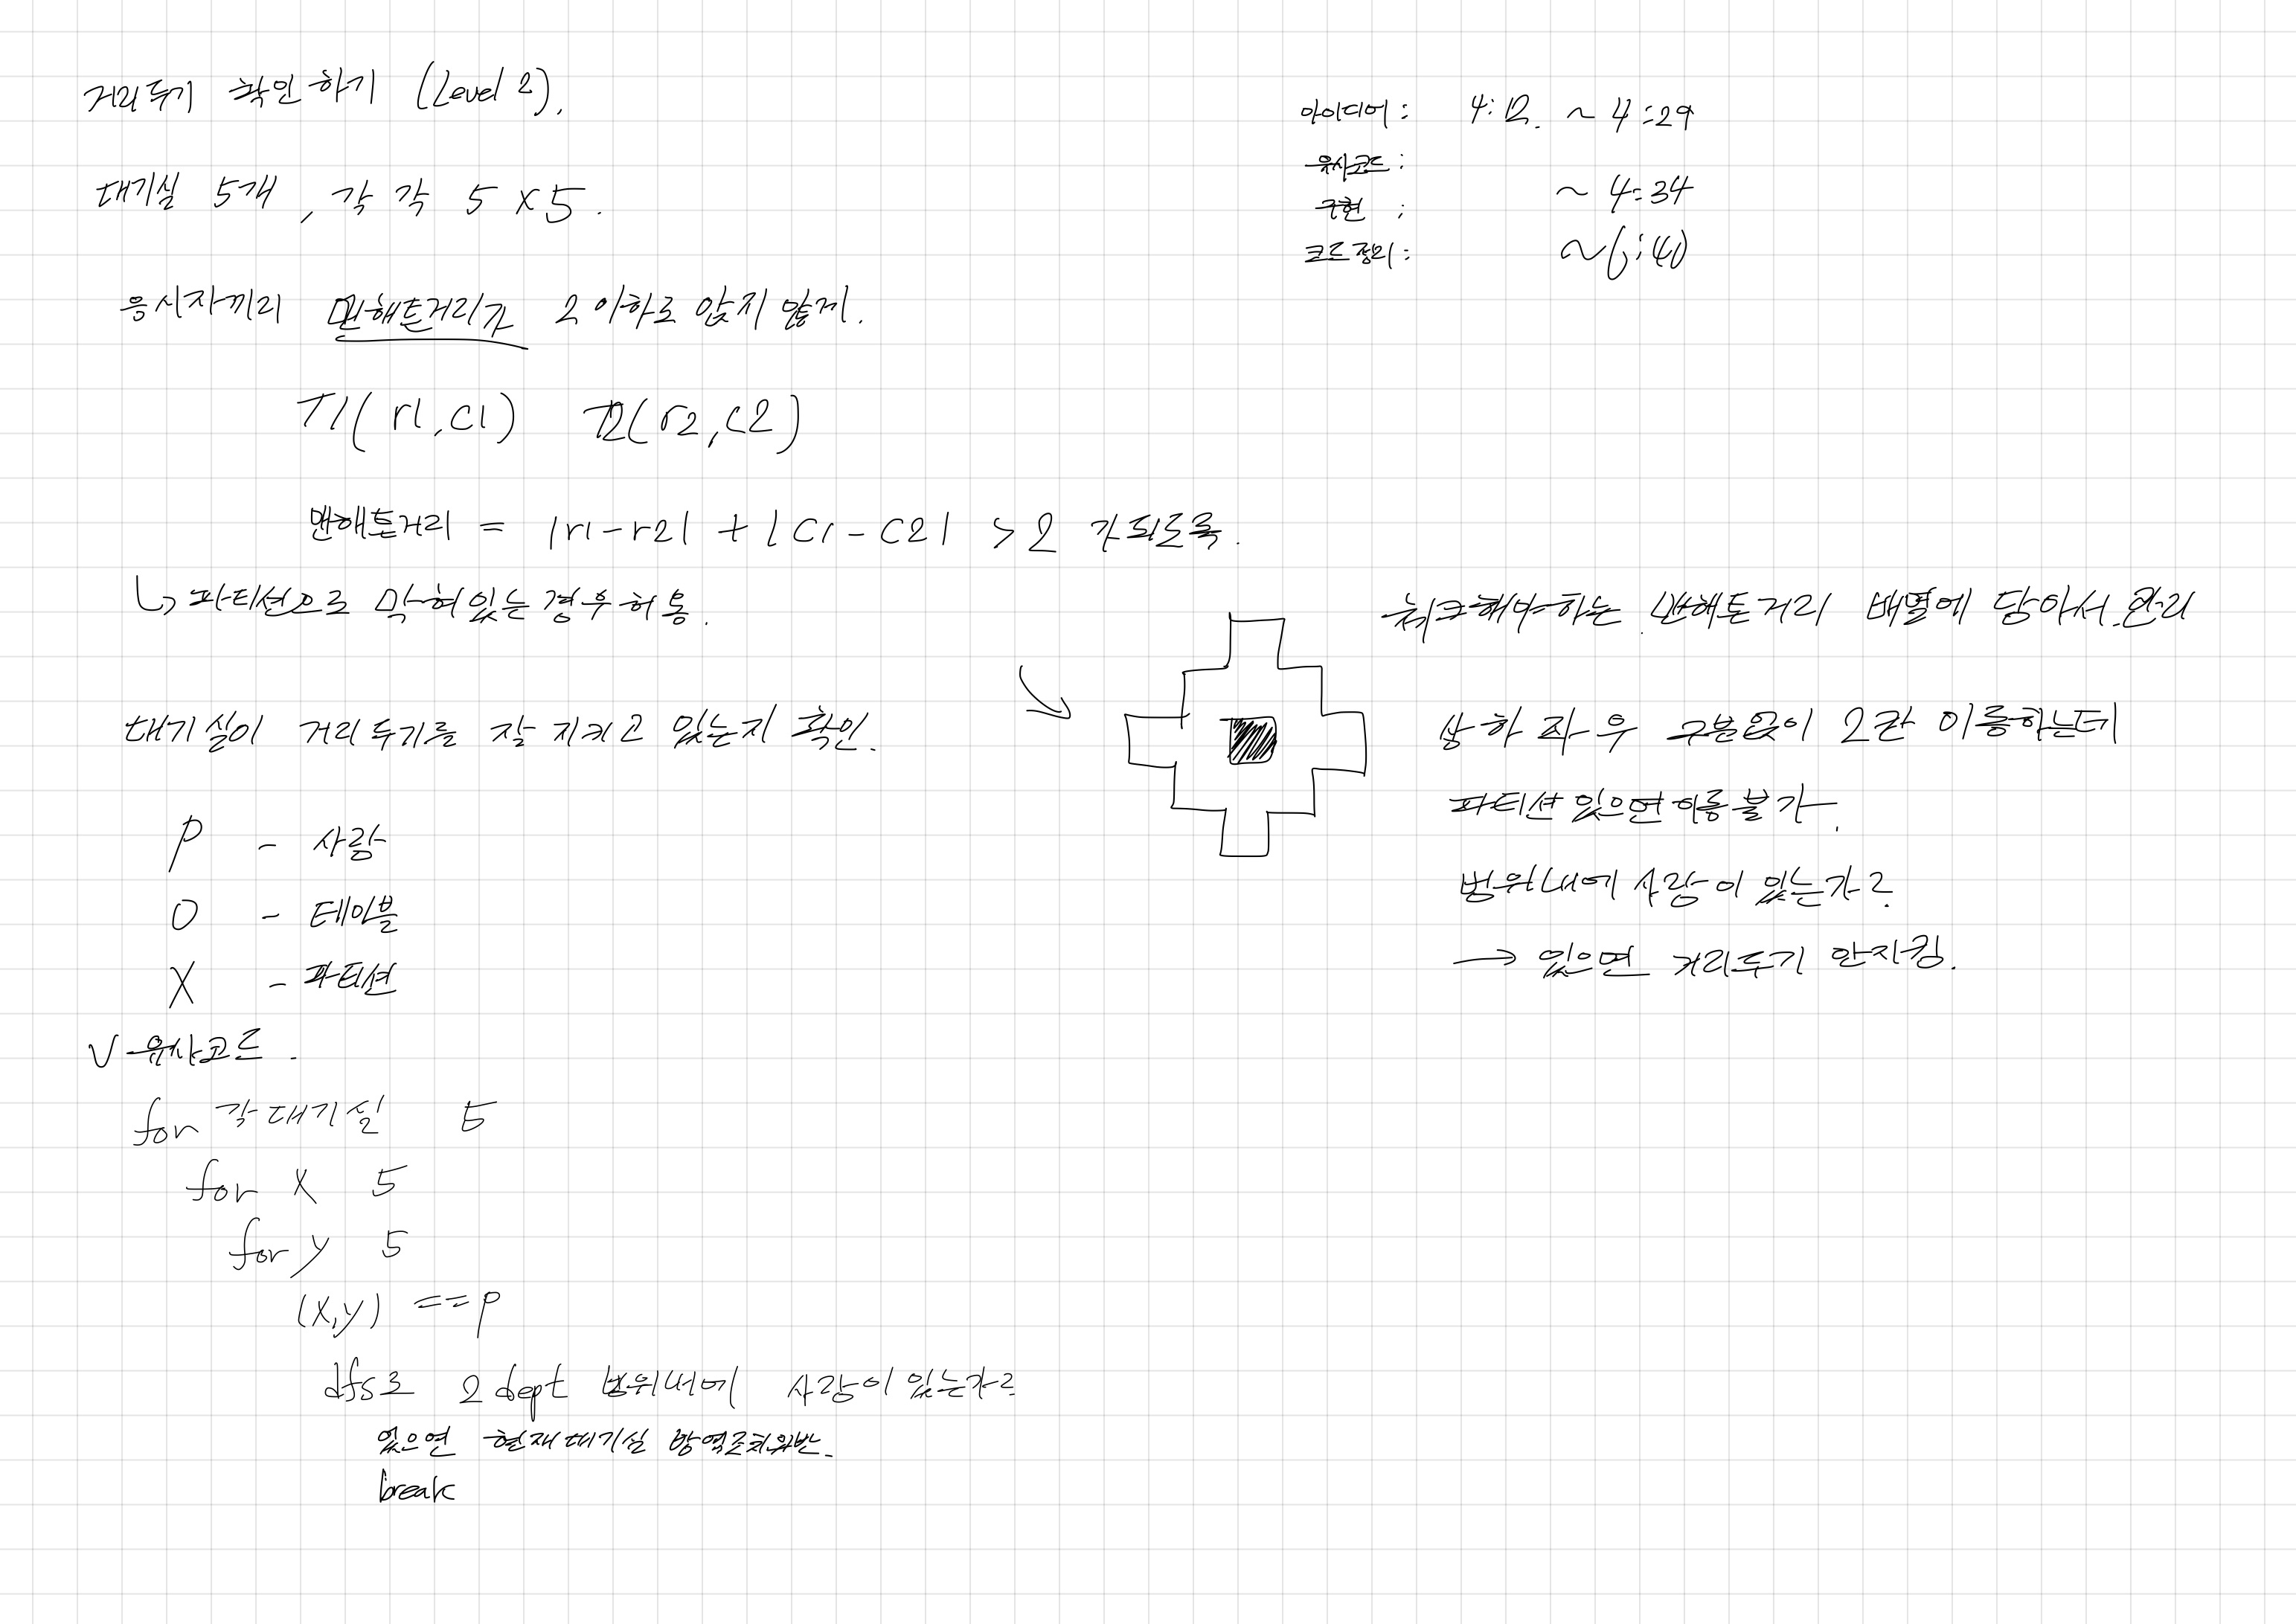 거리두기 확인하기 (Level 2).
대기실 5개, 각각 5 x 5.
응시자끼리 맨해튼거리가 2 이하로 앉지 않게.
T1(r1,c1) T2(r2,c2)
맨해튼거리 = |r1-r2| + |c1-c2| > 2 가 되도록.
↳ 파티션으로 막혀있는 경우 허용.
대기실이 거리두기를 잘 지키고 있는지 확인.
P - 사람
O - 테이블
X - 파티션
V 유사코드.
for 각 대기실 5
for x 5
for y 5
(x,y) == P
dfs로 2 dept 범위내에 사람이 있는가?
있으면 현재대기실 방역조치위반.
break
아이디어 : 4:12. ~ 4:29
유사코드 :
구현 : ~ 4:34
코드정리 : ~ :40
체크해야하는 맨해튼거리 배열에 담아서 관리
상하좌우 구분없이 2칸 이동하는데
파티션 있으면 이동 불가.
범위내에 사람이 있는가?
→ 있으면 거리두기 안지킴.